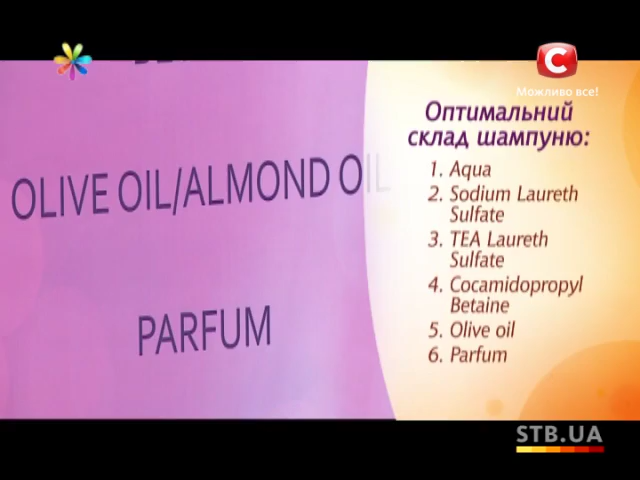 Можливо все!
OLIVE OIL/ALMOND OIL
PARFUM
Оптимальний
склад шампуню:
1. Aqua
2. Sodium Laureth
Sulfate
3. TEA Laureth
Sulfate
4. Cocamidopropyl
Betaine
5. Olive oil
6. Parfum
STB.UA